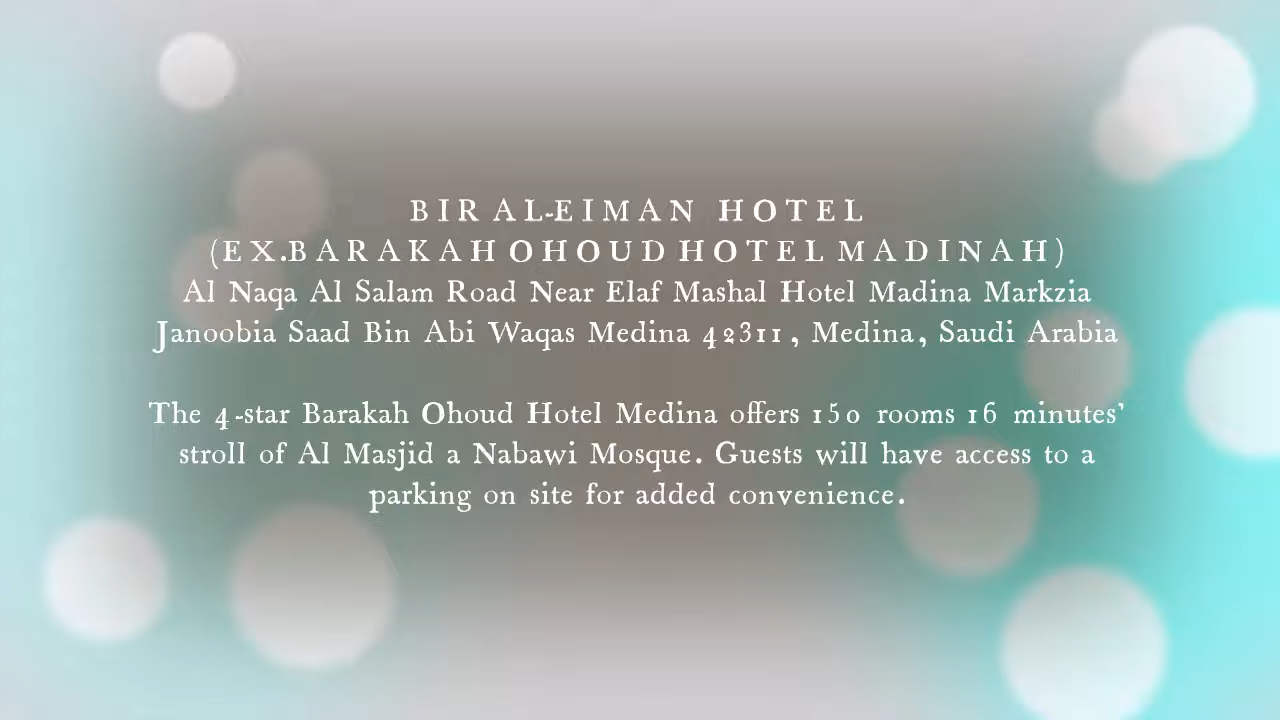 BIR AL-EIMAN HOTEL
(EX.BARAKAH OHOUD HOTEL MADINAH)
Al Naqa Al Salam Road Near Elaf Mashal Hotel Madina Markzia
Janoobia Saad Bin Abi Waqas Medina 42311, Medina, Saudi Arabia
The 4-star Barakah Ohoud Hotel Medina offers 150 rooms 16 minutes’
stroll of Al Masjid a Nabawi Mosque. Guests will have access to a
parking on site for added convenience.